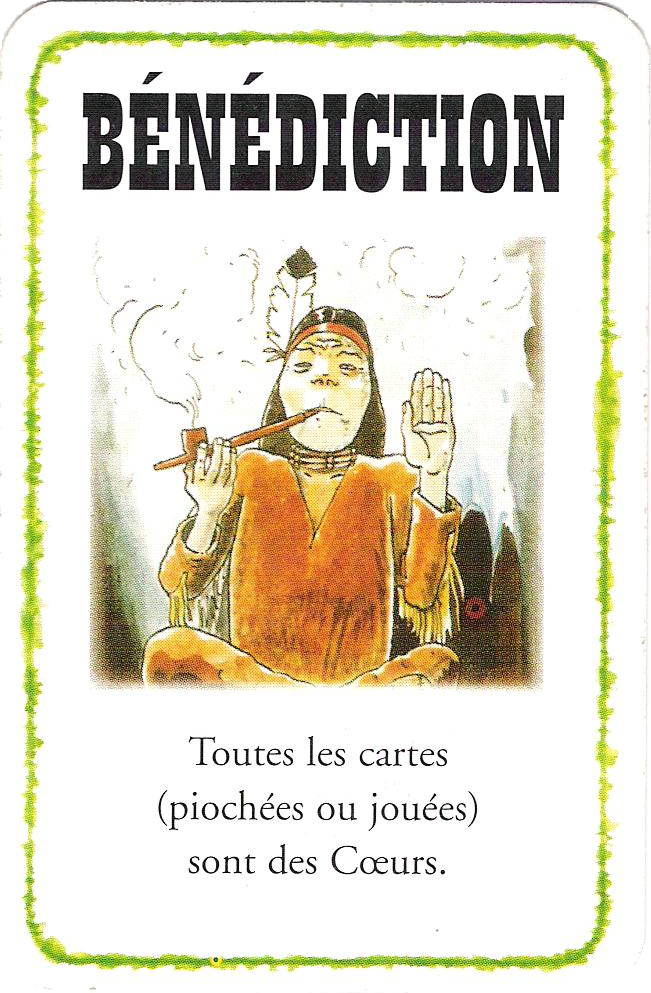 BÉNÉDICTION
Toutes les cartes
(piochées ou jouées)
sont des Cœurs.